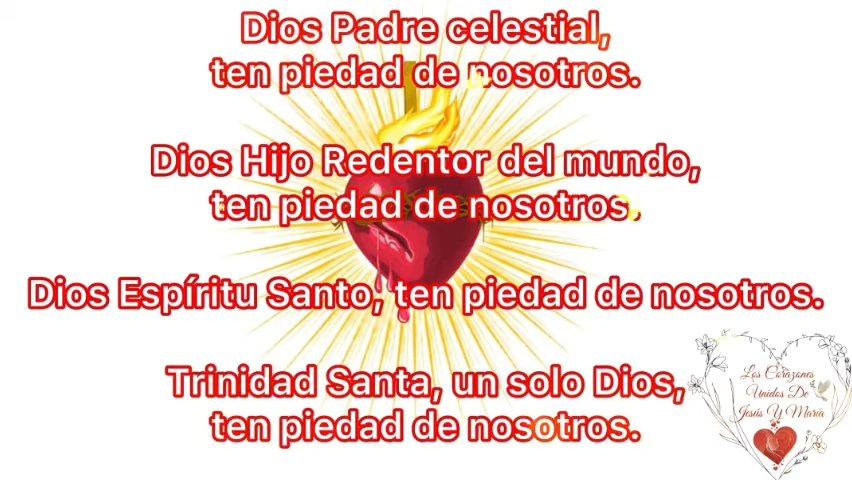 Dios Padre celestial,
ten piedad de nosotros.
Dios Hijo Redentor del mundo,
ten piedad de nosotros.
Dios Espíritu Santo, ten piedad de nosotros.
Trinidad Santa, un solo Dios,
ten piedad de nosotros.
Los Corazones
Unidos De
Jesús Y María